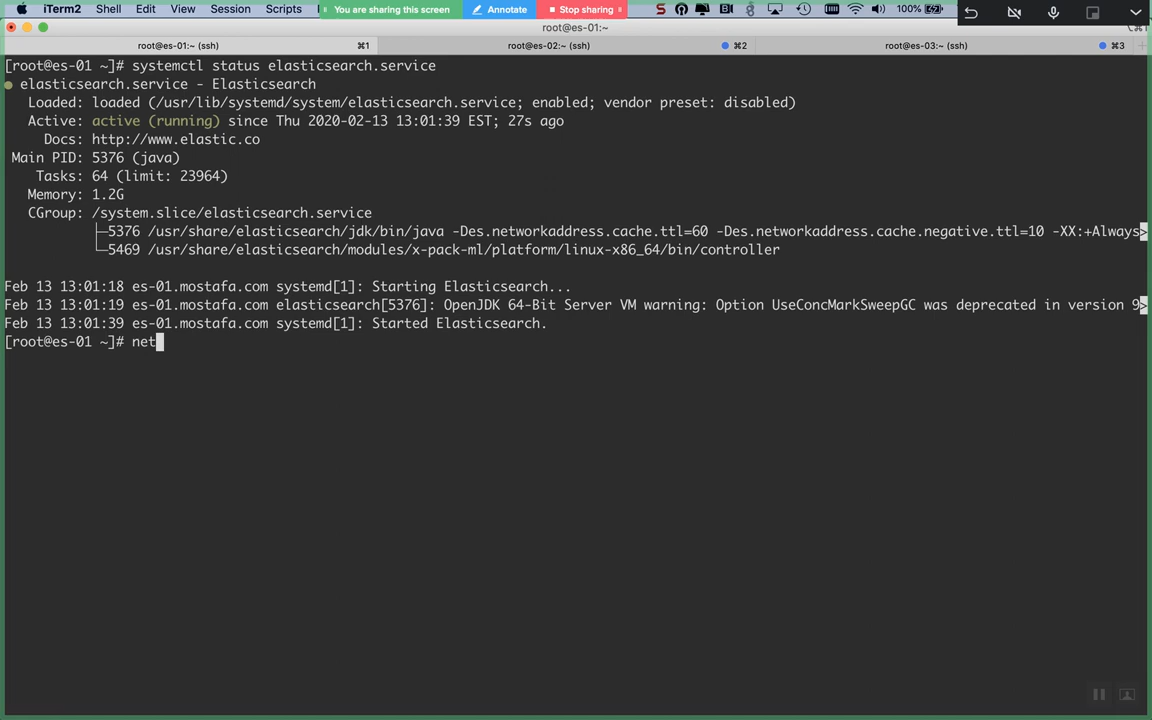 iTerm2 Shell Edit View Session Scripts You are sharing this screen Annotate Stop sharing 100%
root@es-01:~
root@es-01:~ (ssh) ⌘1 root@es-02:~ (ssh) ⌘2 root@es-03:~ (ssh) ⌘3
[root@es-01 ~]# systemctl status elasticsearch.service
● elasticsearch.service - Elasticsearch
Loaded: loaded (/usr/lib/systemd/system/elasticsearch.service; enabled; vendor preset: disabled)
Active: active (running) since Thu 2020-02-13 13:01:39 EST; 27s ago
Docs: http://www.elastic.co
Main PID: 5376 (java)
Tasks: 64 (limit: 23964)
Memory: 1.2G
CGroup: /system.slice/elasticsearch.service
├─5376 /usr/share/elasticsearch/jdk/bin/java -Des.networkaddress.cache.ttl=60 -Des.networkaddress.cache.negative.ttl=10 -XX:+Always>
└─5469 /usr/share/elasticsearch/modules/x-pack-ml/platform/linux-x86_64/bin/controller
Feb 13 13:01:18 es-01.mostafa.com systemd[1]: Starting Elasticsearch...
Feb 13 13:01:19 es-01.mostafa.com elasticsearch[5376]: OpenJDK 64-Bit Server VM warning: Option UseConcMarkSweepGC was deprecated in version 9>
Feb 13 13:01:39 es-01.mostafa.com systemd[1]: Started Elasticsearch.
[root@es-01 ~]# net